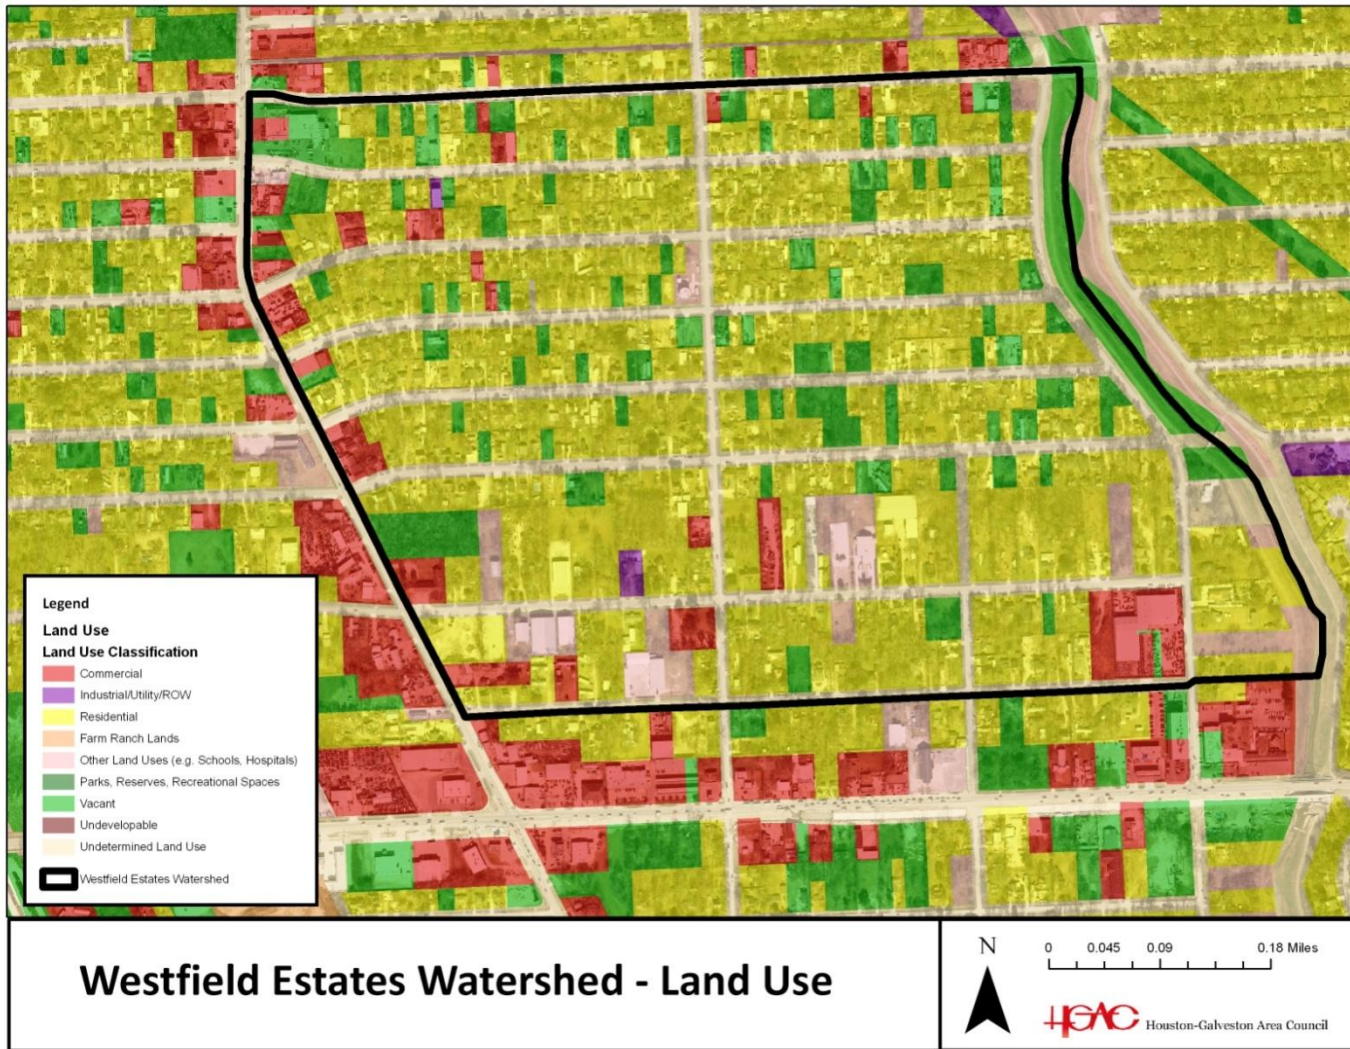 Legend
Land Use
Land Use Classification
Commercial
Industrial/Utility/ROW
Residential
Farm Ranch Lands
Other Land Uses (e.g. Schools, Hospitals)
Parks, Reserves, Recreational Spaces
Vacant
Undevelopable
Undetermined Land Use
Westfield Estates Watershed
Westfield Estates Watershed - Land Use
N
0 0.045 0.09 0.18 Miles
HGAC Houston-Galveston Area Council